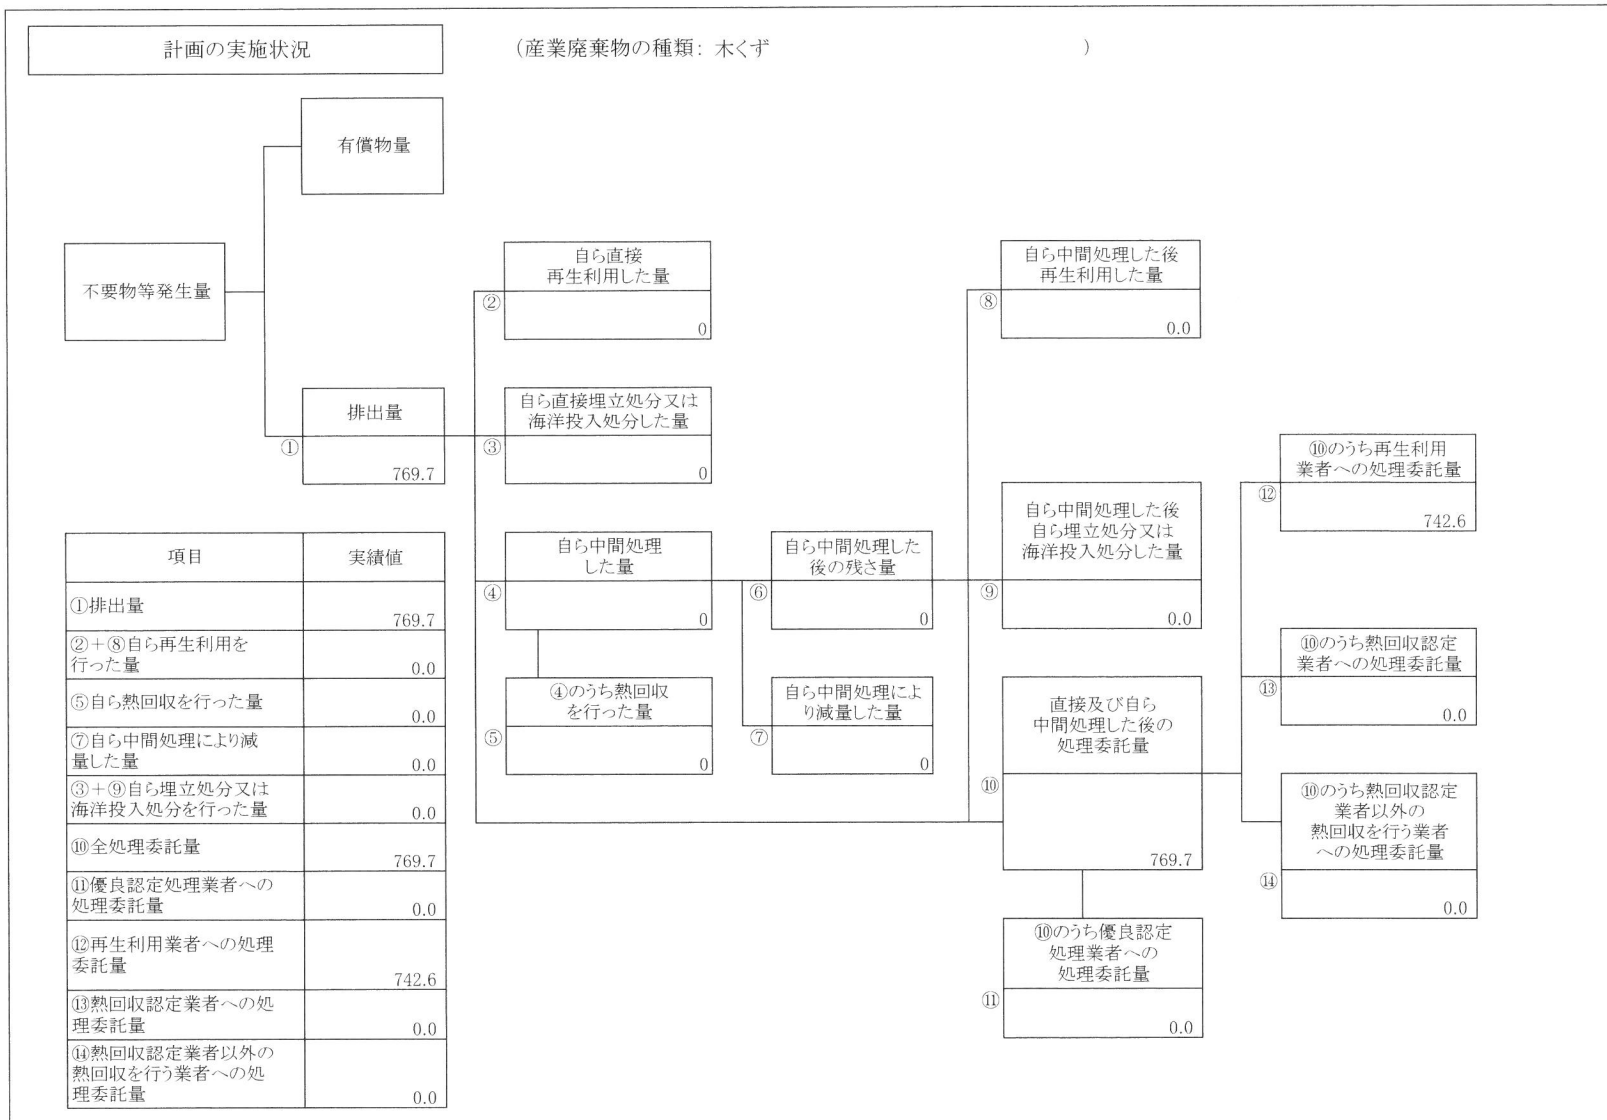 計画の実施状況
（産業廃棄物の種類： 木くず ）
有償物量
不要物等発生量
排出量
①
769.7
自ら直接
再生利用した量
②
0
自ら直接埋立処分又は
海洋投入処分した量
③
0
自ら中間処理
した量
④
0
④のうち熱回収
を行った量
⑤
0
自ら中間処理した
後の残さ量
⑥
0
自ら中間処理によ
り減量した量
⑦
0
自ら中間処理した後
再生利用した量
⑧
0.0
自ら中間処理した後
自ら埋立処分又は
海洋投入処分した量
⑨
0.0
直接及び自ら
中間処理した後の
処理委託量
⑩
769.7
⑩のうち優良認定
処理業者への
処理委託量
⑪
0.0
⑩のうち再生利用
業者への処理委託量
⑫
742.6
⑩のうち熱回収認定
業者への処理委託量
⑬
0.0
⑩のうち熱回収認定
業者以外の
熱回収を行う業者
への処理委託量
⑭
0.0
項目 実績値
①排出量
769.7
②＋⑧自ら再生利用を
行った量
0.0
⑤自ら熱回収を行った量
0.0
⑦自ら中間処理により減
量した量
0.0
③＋⑨自ら埋立処分又は
海洋投入処分を行った量
0.0
⑩全処理委託量
769.7
⑪優良認定処理業者への
処理委託量
0.0
⑫再生利用業者への処理
委託量
742.6
⑬熱回収認定業者への処
理委託量
0.0
⑭熱回収認定業者以外の
熱回収を行う業者への処
理委託量
0.0